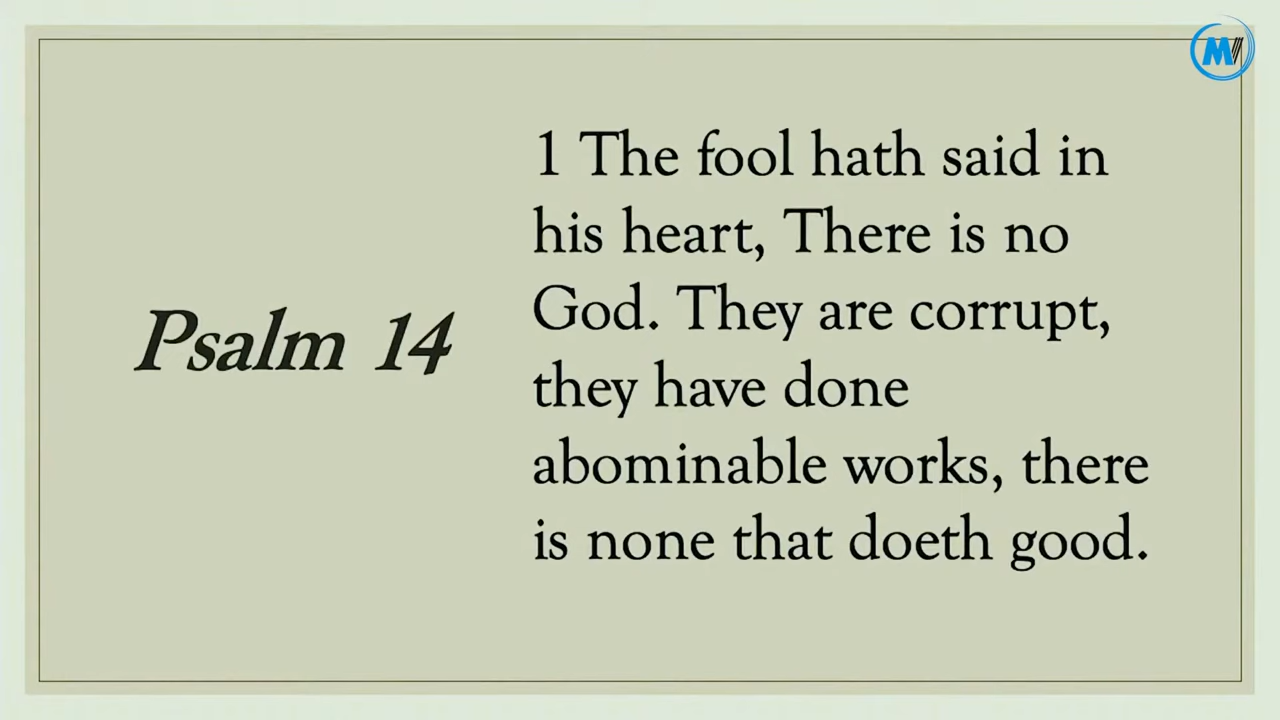 Psalm 14
1 The fool hath said in
his heart, There is no
God. They are corrupt,
they have done
abominable works, there
is none that doeth good.
M